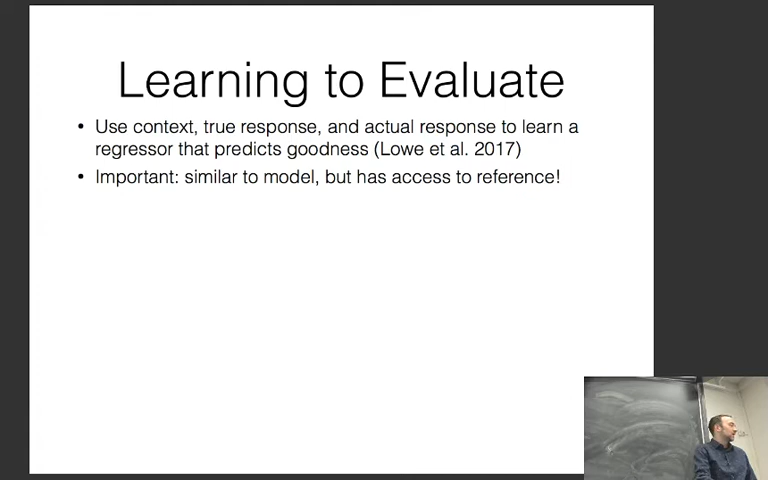 Learning to Evaluate
• Use context, true response, and actual response to learn a
regressor that predicts goodness (Lowe et al. 2017)
• Important: similar to model, but has access to reference!